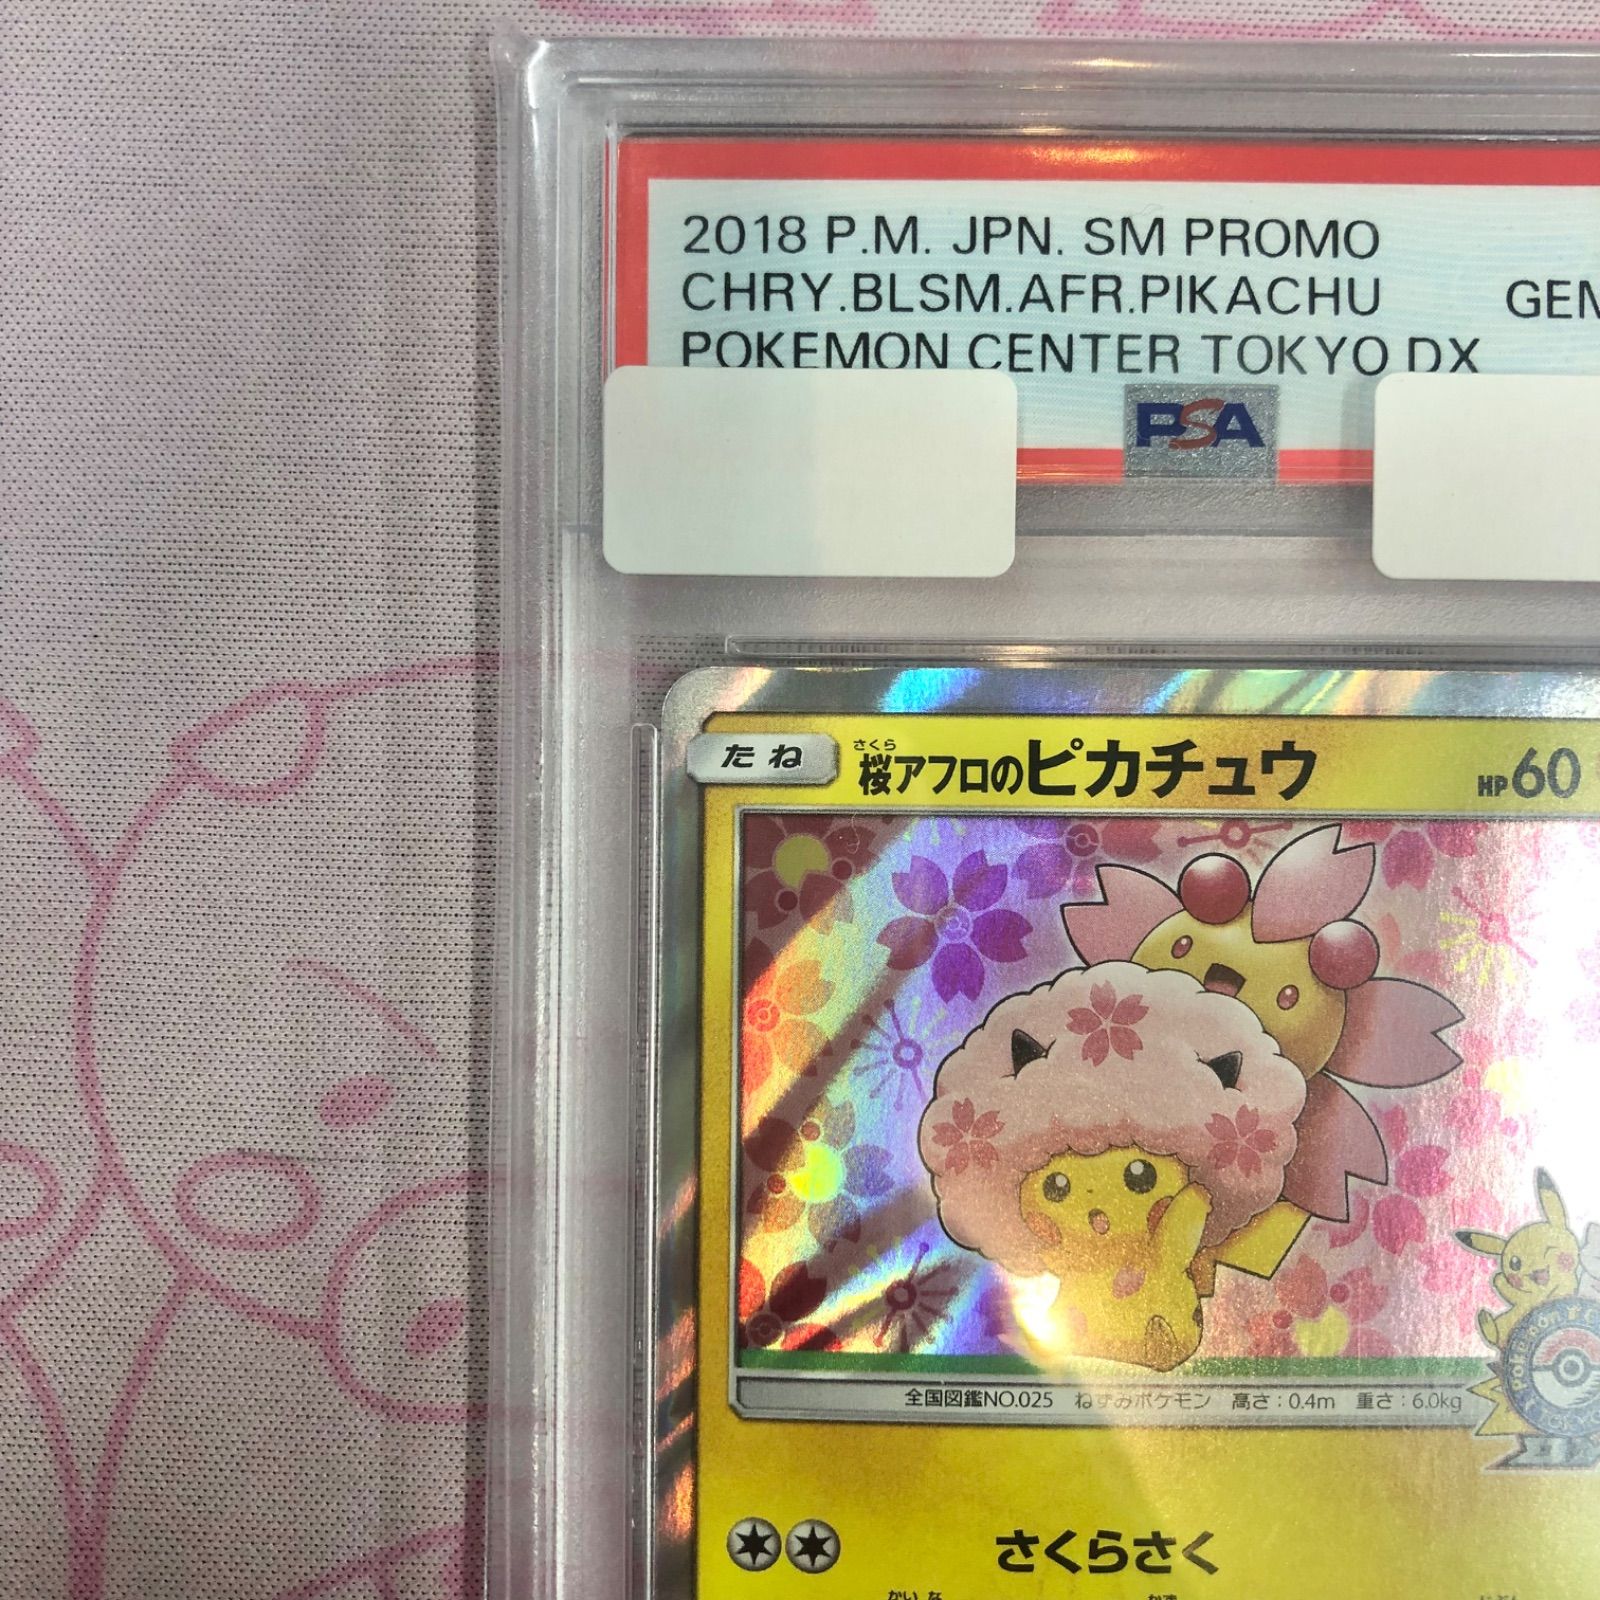 2018 P.M. JPN. SM PROMO
CHRY.BLSM.AFR.PIKACHU GEM
POKEMON CENTER TOKYO DX
PSA
たね さくら 桜アフロのピカチュウ HP60
全国図鑑NO.025 ねずみポケモン 高さ:0.4m 重さ:6.0kg
さくらさく